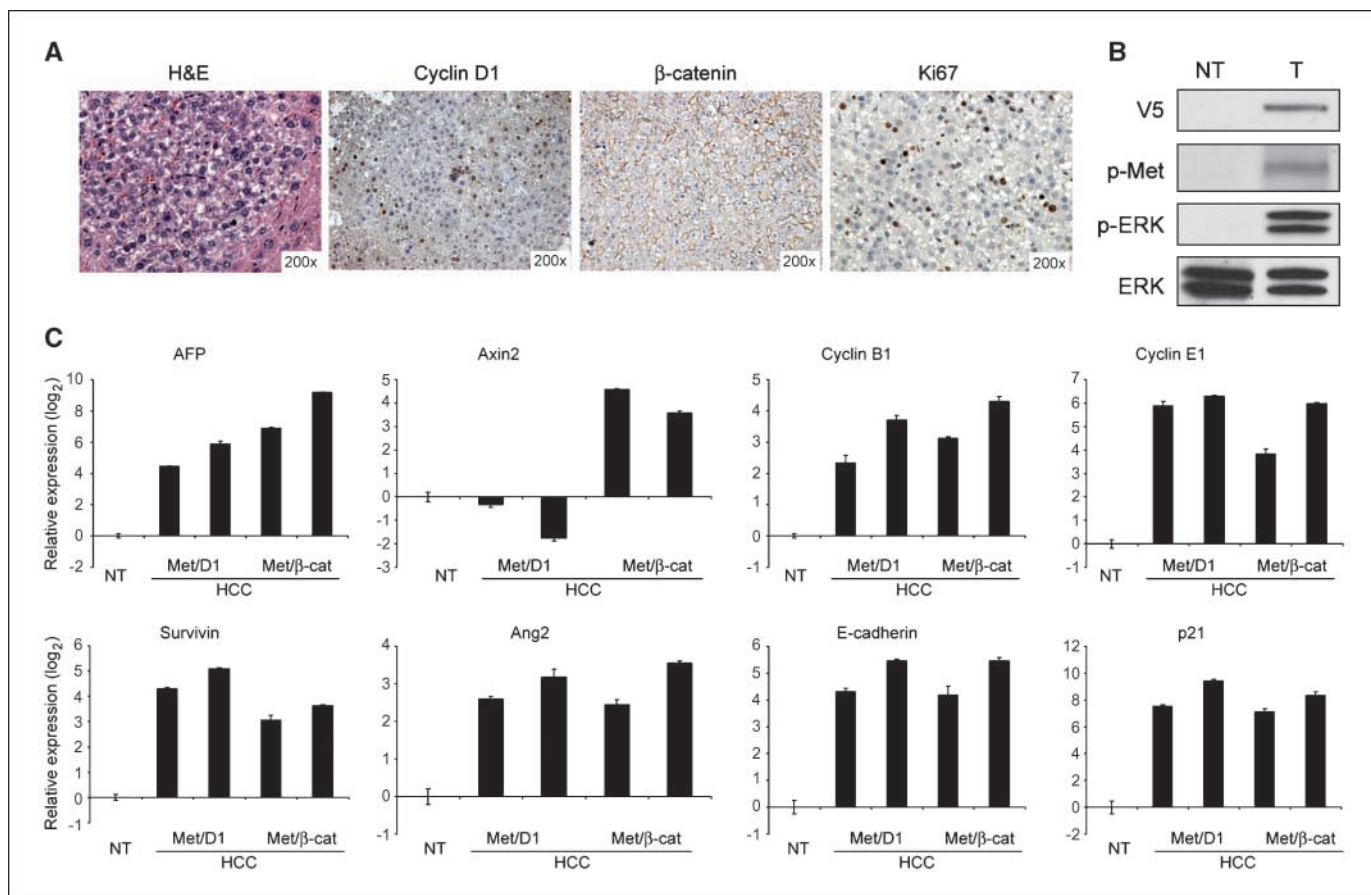 A
H&E
Cyclin D1
β-catenin
Ki67
200x
200x
200x
200x
B
NT T
V5
p-Met
p-ERK
ERK
C
AFP
Relative expression (log2)
10
8
6
4
2
0
-2
NT
Met/D1 Met/β-cat
HCC
Axin2
5
4
3
2
1
0
-1
-2
-3
NT
Met/D1 Met/β-cat
HCC
Cyclin B1
5
4
3
2
1
0
-1
NT
Met/D1 Met/β-cat
HCC
Cyclin E1
7
6
5
4
3
2
1
0
-1
NT
Met/D1 Met/β-cat
HCC
Survivin
Relative expression (log2)
6
5
4
3
2
1
0
-1
NT
Met/D1 Met/β-cat
HCC
Ang2
4
3
2
1
0
-1
NT
Met/D1 Met/β-cat
HCC
E-cadherin
6
5
4
3
2
1
0
-1
NT
Met/D1 Met/β-cat
HCC
p21
12
10
8
6
4
2
0
-2
NT
Met/D1 Met/β-cat
HCC